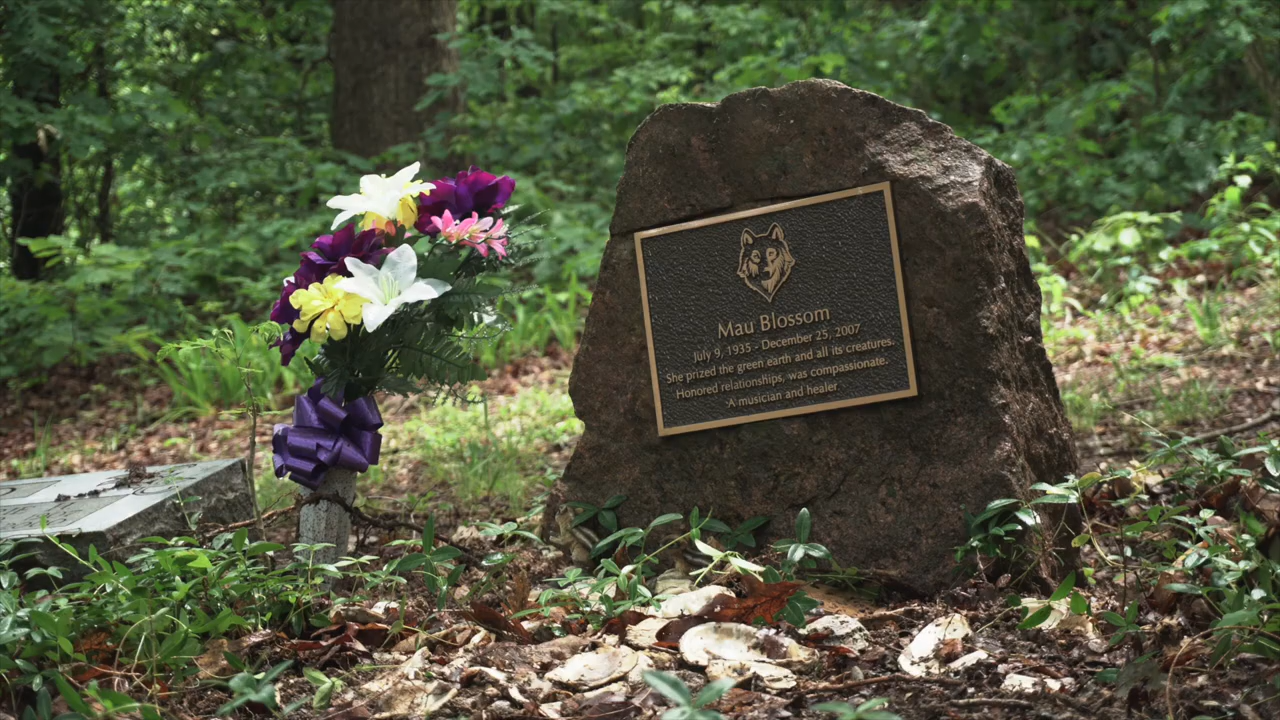 Mau Blossom
July 9, 1935 - December 25, 2007
She prized the green earth and all its creatures.
Honored relationships, was compassionate.
A musician and healer.